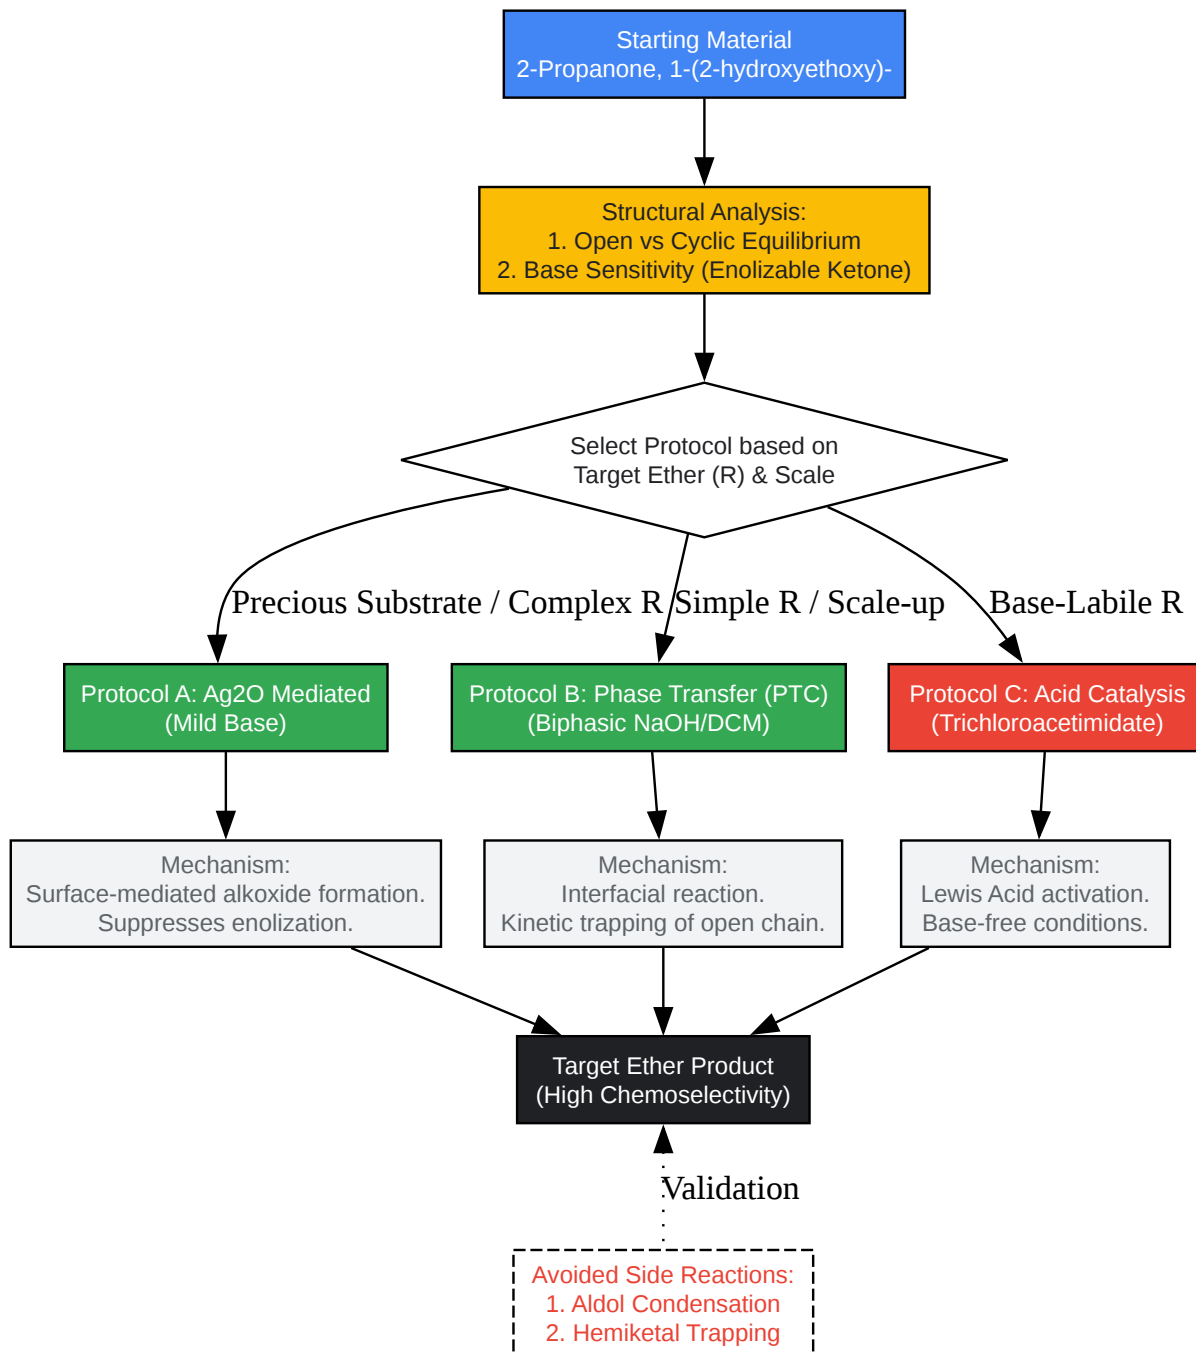 Starting Material
2-Propanone, 1-(2-hydroxyethoxy)-
Structural Analysis:
1. Open vs Cyclic Equilibrium
2. Base Sensitivity (Enolizable Ketone)
Select Protocol based on
Target Ether (R) & Scale
Precious Substrate / Complex R
Simple R / Scale-up
Base-Labile R
Protocol A: Ag2O Mediated
(Mild Base)
Protocol B: Phase Transfer (PTC)
(Biphasic NaOH/DCM)
Protocol C: Acid Catalysis
(Trichloroacetimidate)
Mechanism:
Surface-mediated alkoxide formation.
Suppresses enolization.
Mechanism:
Interfacial reaction.
Kinetic trapping of open chain.
Mechanism:
Lewis Acid activation.
Base-free conditions.
Target Ether Product
(High Chemoselectivity)
Validation
Avoided Side Reactions:
1. Aldol Condensation
2. Hemiketal Trapping